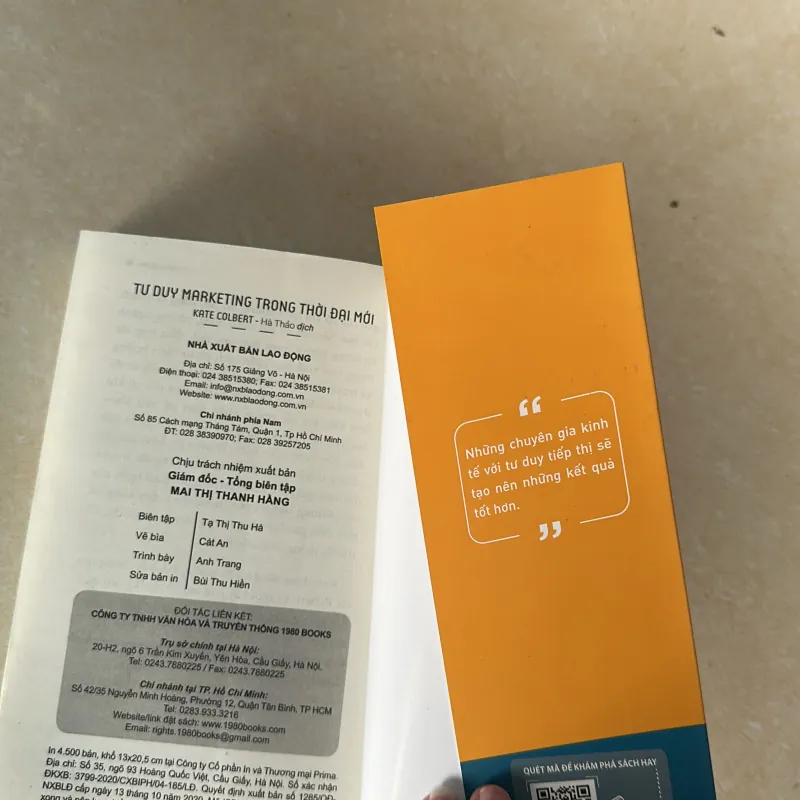 TƯ DUY MARKETING TRONG THỜI ĐẠI MỚI
KATE COLBERT - Hà Thảo dịch
NHÀ XUẤT BẢN LAO ĐỘNG
Địa chỉ: Số 175 Giảng Võ - Hà Nội
Điện thoại: 024 38515380; Fax: 024 38515381
Email: info@nxblaodong.com.vn
Website: www.nxblaodong.com.vn
Chi nhánh phía Nam
Số 85 Cách mạng Tháng Tám, Quận 1, Tp Hồ Chí Minh
ĐT: 028 38390970; Fax: 028 39257205
Chịu trách nhiệm xuất bản
Giám đốc - Tổng biên tập
MAI THỊ THANH HẰNG
Biên tập Tạ Thị Thu Hà
Vẽ bìa Cát An
Trình bày Anh Trang
Sửa bản in Bùi Thu Hiền
ĐỐI TÁC LIÊN KẾT:
CÔNG TY TNHH VĂN HÓA VÀ TRUYỀN THÔNG 1980 BOOKS
Trụ sở chính tại Hà Nội:
20-H2, ngõ 6 Trần Kim Xuyến, Yên Hòa, Cầu Giấy, Hà Nội.
Tel: 0243.7880225 / Fax: 0243.7880225
Chi nhánh tại TP. Hồ Chí Minh:
Số 42/35 Nguyễn Minh Hoàng, Phường 12, Quận Tân Bình, TP HCM
Tel: 0283.933.3216
Website/link đặt sách: www.1980books.com
Email: rights.1980books@gmail.com
In 4.500 bản, khổ 13x20,5 cm tại Công ty Cổ phần In và Thương mại Prima.
Địa chỉ: Số 35, ngõ 93 Hoàng Quốc Việt, Cầu Giấy, Hà Nội. Số xác nhận
ĐKXB: 3799-2020/CXBIPH/04-185/LĐ. Quyết định xuất bản số 1285/QĐ-
NXBLĐ cấp ngày 13 tháng 10 năm 2020.
“
Những chuyên gia kinh
tế với tư duy tiếp thị sẽ
tạo nên những kết quả
tốt hơn.
”
QUÉT MÃ ĐỂ KHÁM PHÁ SÁCH HAY